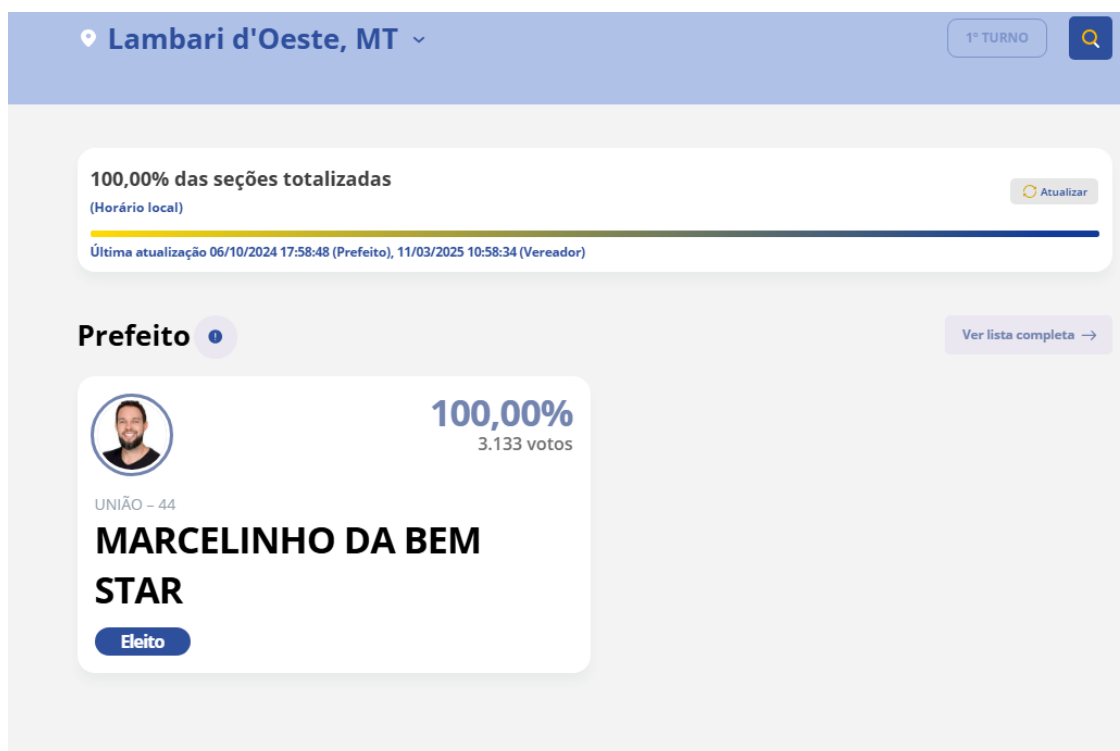 Lambari d'Oeste, MT
1º TURNO
100,00% das seções totalizadas
(Horário local)
Atualizar
Última atualização 06/10/2024 17:58:48 (Prefeito), 11/03/2025 10:58:34 (Vereador)
Prefeito
Ver lista completa →
100,00%
3.133 votos
UNIÃO – 44
MARCELINHO DA BEM
STAR
Eleito